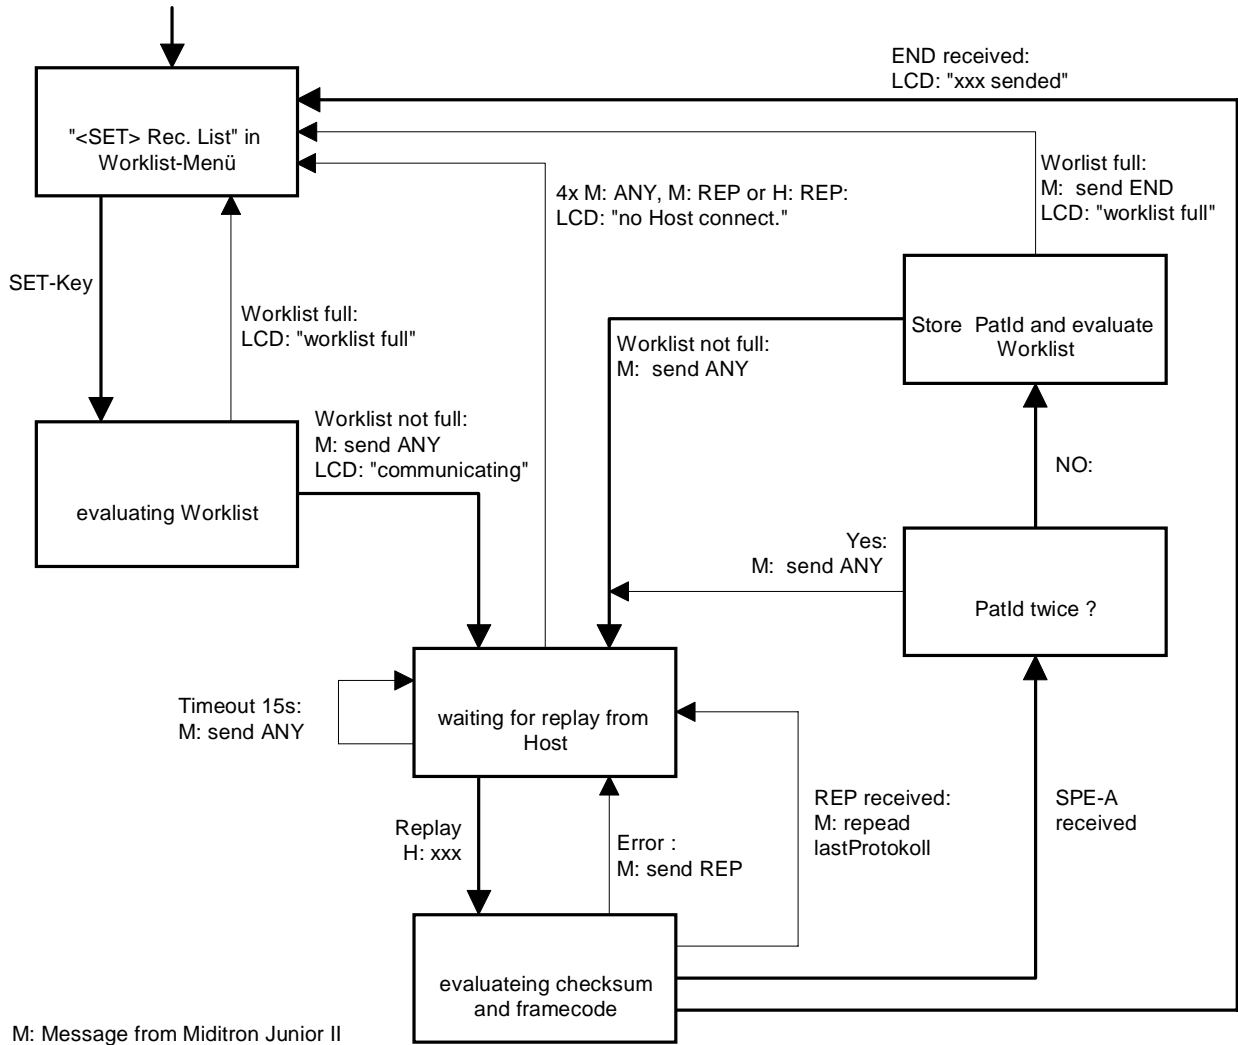 END received:
LCD: "xxx sended"
"<SET> Rec. List" in
Worklist-Menü
Worlist full:
M:  send END
LCD: "worklist full"
4x M: ANY, M: REP or H: REP:
LCD: "no Host connect."
SET-Key
Worklist full:
LCD: "worklist full"
Store  PatId and evaluate
Worklist
Worklist not full:
M:  send ANY
Worklist not full:
M: send ANY
LCD: "communicating"
NO:
evaluating Worklist
Yes:
M:  send ANY
PatId twice ?
Timeout 15s:
M: send ANY
waiting for replay from
Host
Replay
H: xxx
Error :
M: send REP
REP received:
M: repead
lastProtokoll
SPE-A
received
evaluateing checksum
and framecode
M: Message from Miditron Junior II